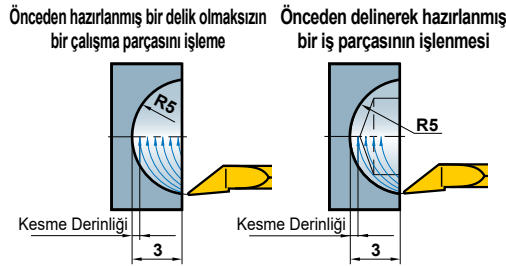 Önceden hazırlanmış bir delik olmaksızın
bir çalışma parçasını işleme
Önceden delinerek hazırlanmış
bir iş parçasının işlenmesi
R5
R5
Kesme Derinliği
Kesme Derinliği
3
3